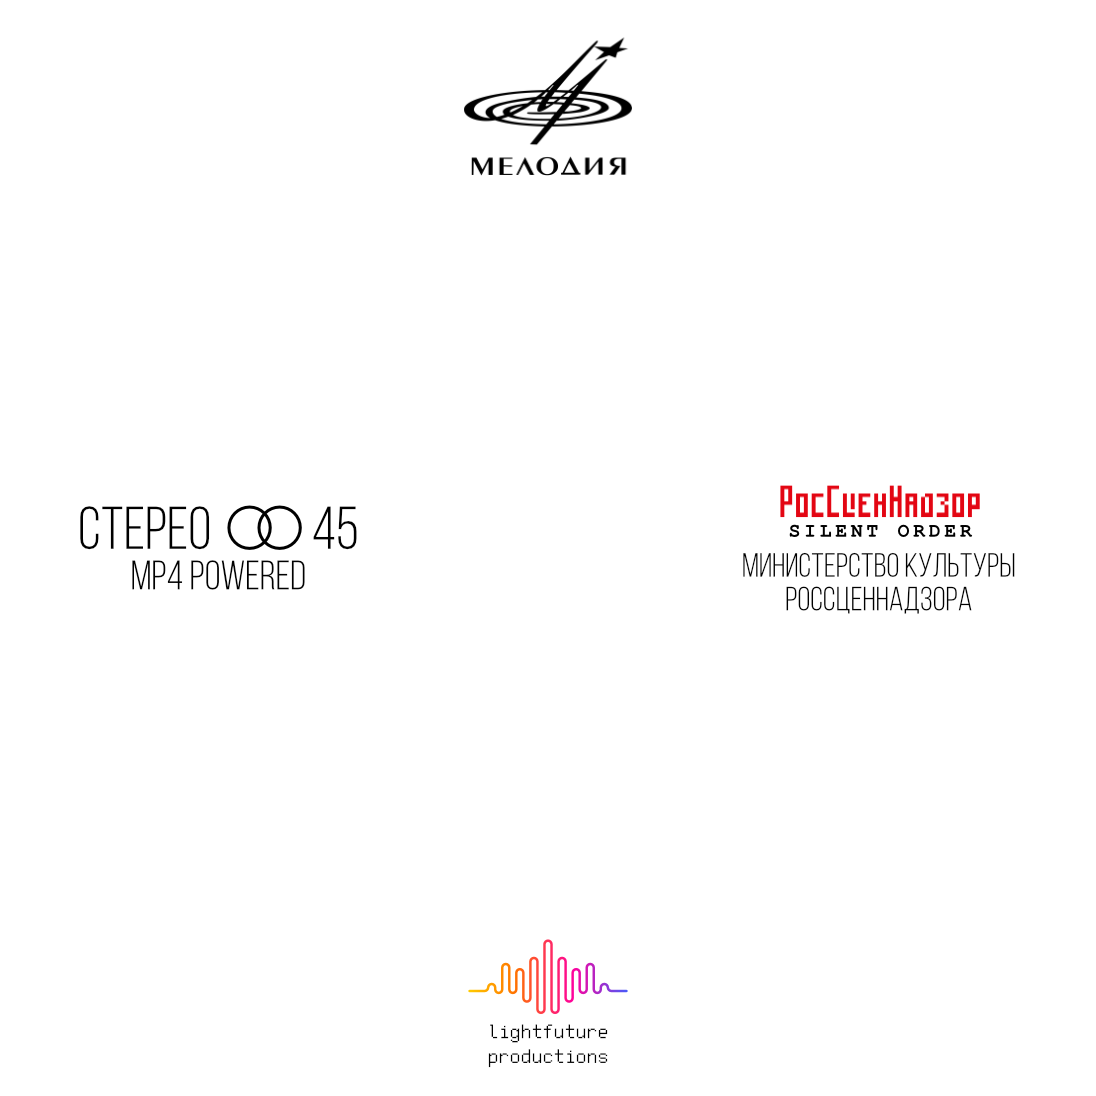 МЕЛОДИЯ
СТЕРЕО 45
MP4 POWERED
РосСценНадзор
SILENT ORDER
МИНИСТЕРСТВО КУЛЬТУРЫ
РОССЦЕННАДЗОРА
lightfuture
productions